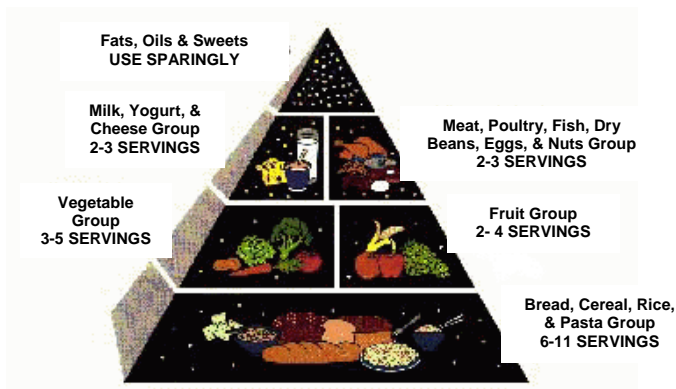 Fats, Oils & Sweets
USE SPARINGLY
Milk, Yogurt, &
Cheese Group
2-3 SERVINGS
Meat, Poultry, Fish, Dry
Beans, Eggs, & Nuts Group
2-3 SERVINGS
Vegetable
Group
3-5 SERVINGS
Fruit Group
2- 4 SERVINGS
Bread, Cereal, Rice,
& Pasta Group
6-11 SERVINGS